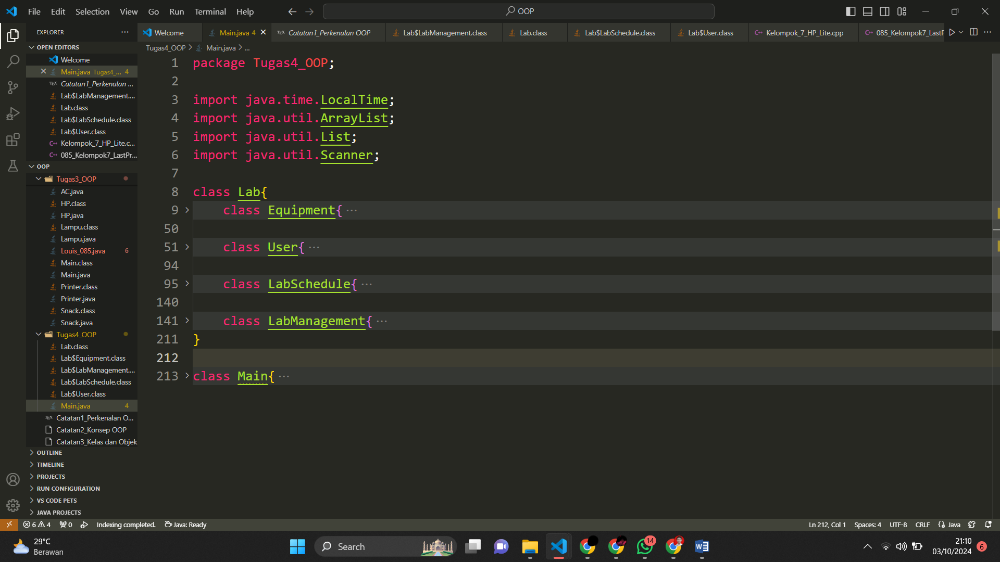 File Edit Selection View Go Run Terminal Help
OOP
EXPLORER
Welcome
Main.java 4
Catatan1_Perkenalan OOP
Lab$LabManagement.class
Lab.class
Lab$LabSchedule.class
Lab$User.class
Kelompok_7_HP_Lite.cpp
085_Kelompok7_LastP
OPEN EDITORS
Welcome
Main.java Tugas4_... 4
Catatan1_Perkenalan ...
Lab$LabManagement....
Lab.class
Lab$LabSchedule.class
Lab$User.class
Kelompok_7_HP_Lite.c...
085_Kelompok7_LastPr...
OOP
Tugas3_OOP
AC.java
HP.class
HP.java
Lampu.class
Lampu.java
Louis_085.java 6
Main.class
Main.java
Printer.class
Printer.java
Snack.class
Snack.java
Tugas4_OOP
Lab.class
Lab$Equipment.class
Lab$LabManagement....
Lab$LabSchedule.class
Lab$User.class
Main.java 4
Catatan1_Perkenalan O...
Catatan2_Konsep OOP
Catatan3_Kelas dan Objek
OUTLINE
TIMELINE
PROJECTS
RUN CONFIGURATION
VS CODE PETS
JAVA PROJECTS
Tugas4_OOP > Main.java > ...
1 package Tugas4_OOP;
2
3 import java.time.LocalTime;
4 import java.util.ArrayList;
5 import java.util.List;
6 import java.util.Scanner;
7
8 class Lab{
9 class Equipment{ ...
50
51 class User{ ...
94
95 class LabSchedule{ ...
140
141 class LabManagement{ ...
211 }
212
213 class Main{ ...
6 4 0 Indexing completed. Java: Ready
Ln 212, Col 1 Spaces: 4 UTF-8 CRLF {} Java
29°C
Berawan
Search
14
21:10
03/10/2024
6